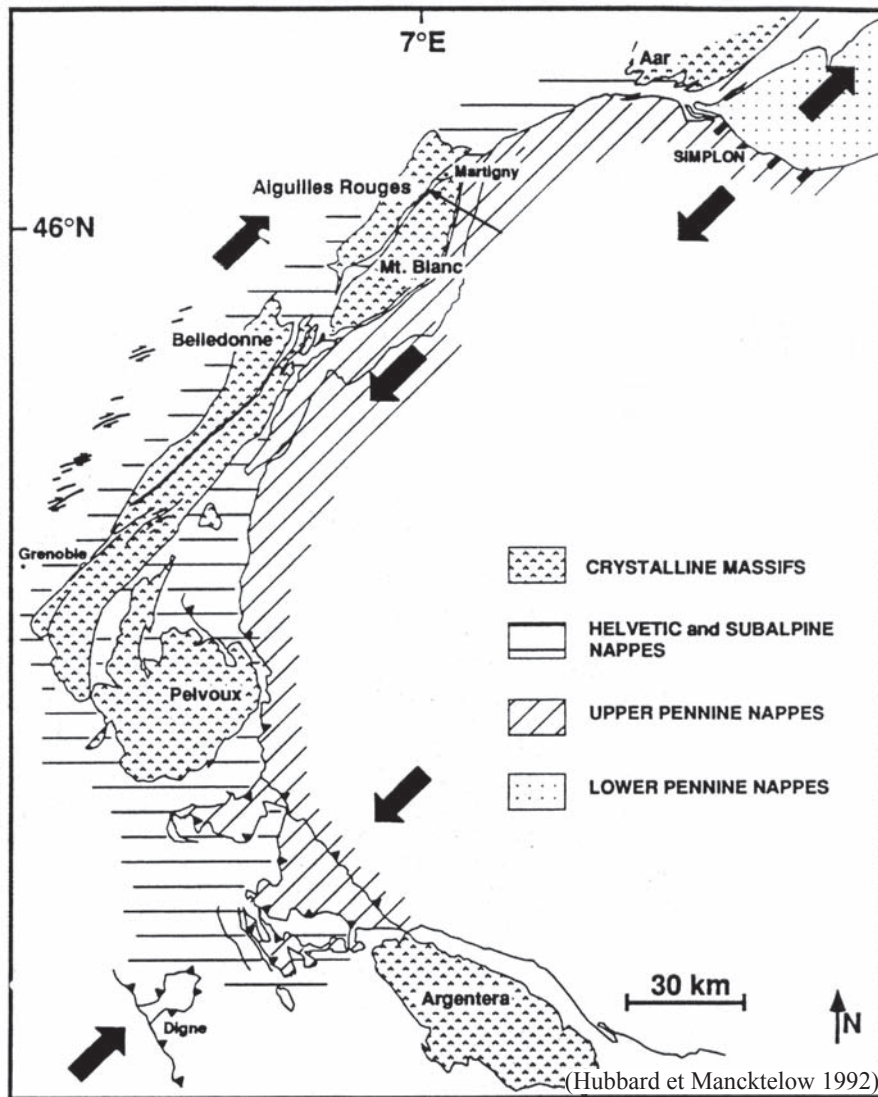 7°E
Aar
SIMPLON
Martigny
Aiguilles Rouges
46°N
Mt. Blanc
Belledonne
Grenoble
CRYSTALLINE MASSIFS
HELVETIC and SUBALPINE
NAPPES
Pelvoux
UPPER PENNINE NAPPES
LOWER PENNINE NAPPES
30 km
Argentera
Digne
N
(Hubbard et Mancktelow 1992)